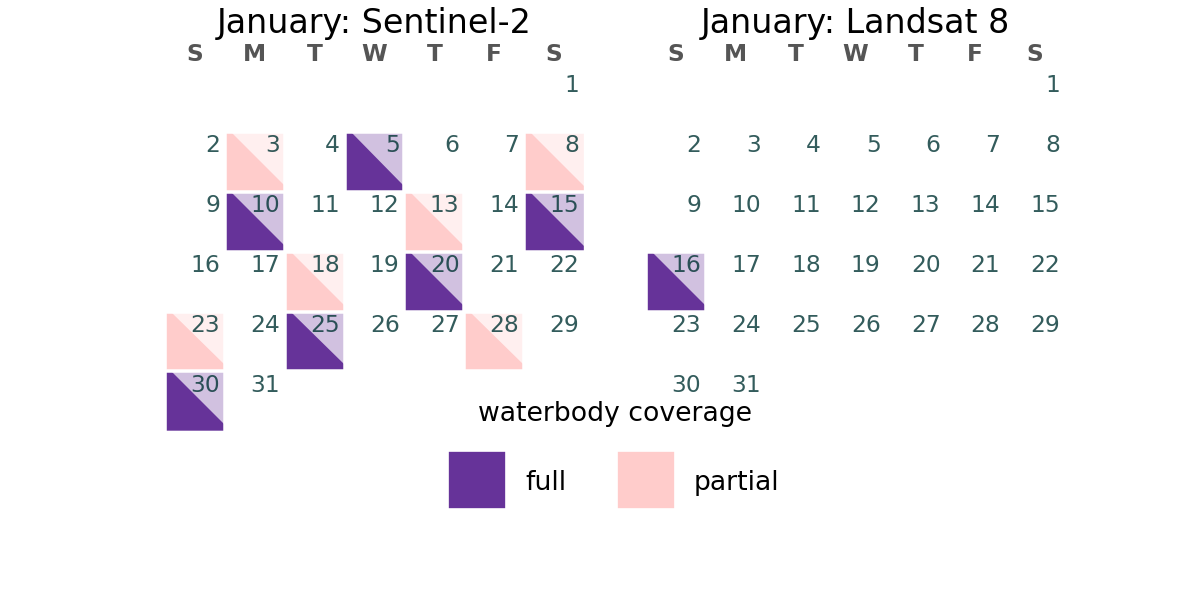 January: Sentinel-2
S M T W T F S
1
2 3 4 5 6 7 8
9 10 11 12 13 14 15
16 17 18 19 20 21 22
23 24 25 26 27 28 29
30 31
January: Landsat 8
S M T W T F S
1
2 3 4 5 6 7 8
9 10 11 12 13 14 15
16 17 18 19 20 21 22
23 24 25 26 27 28 29
30 31
waterbody coverage
full partial